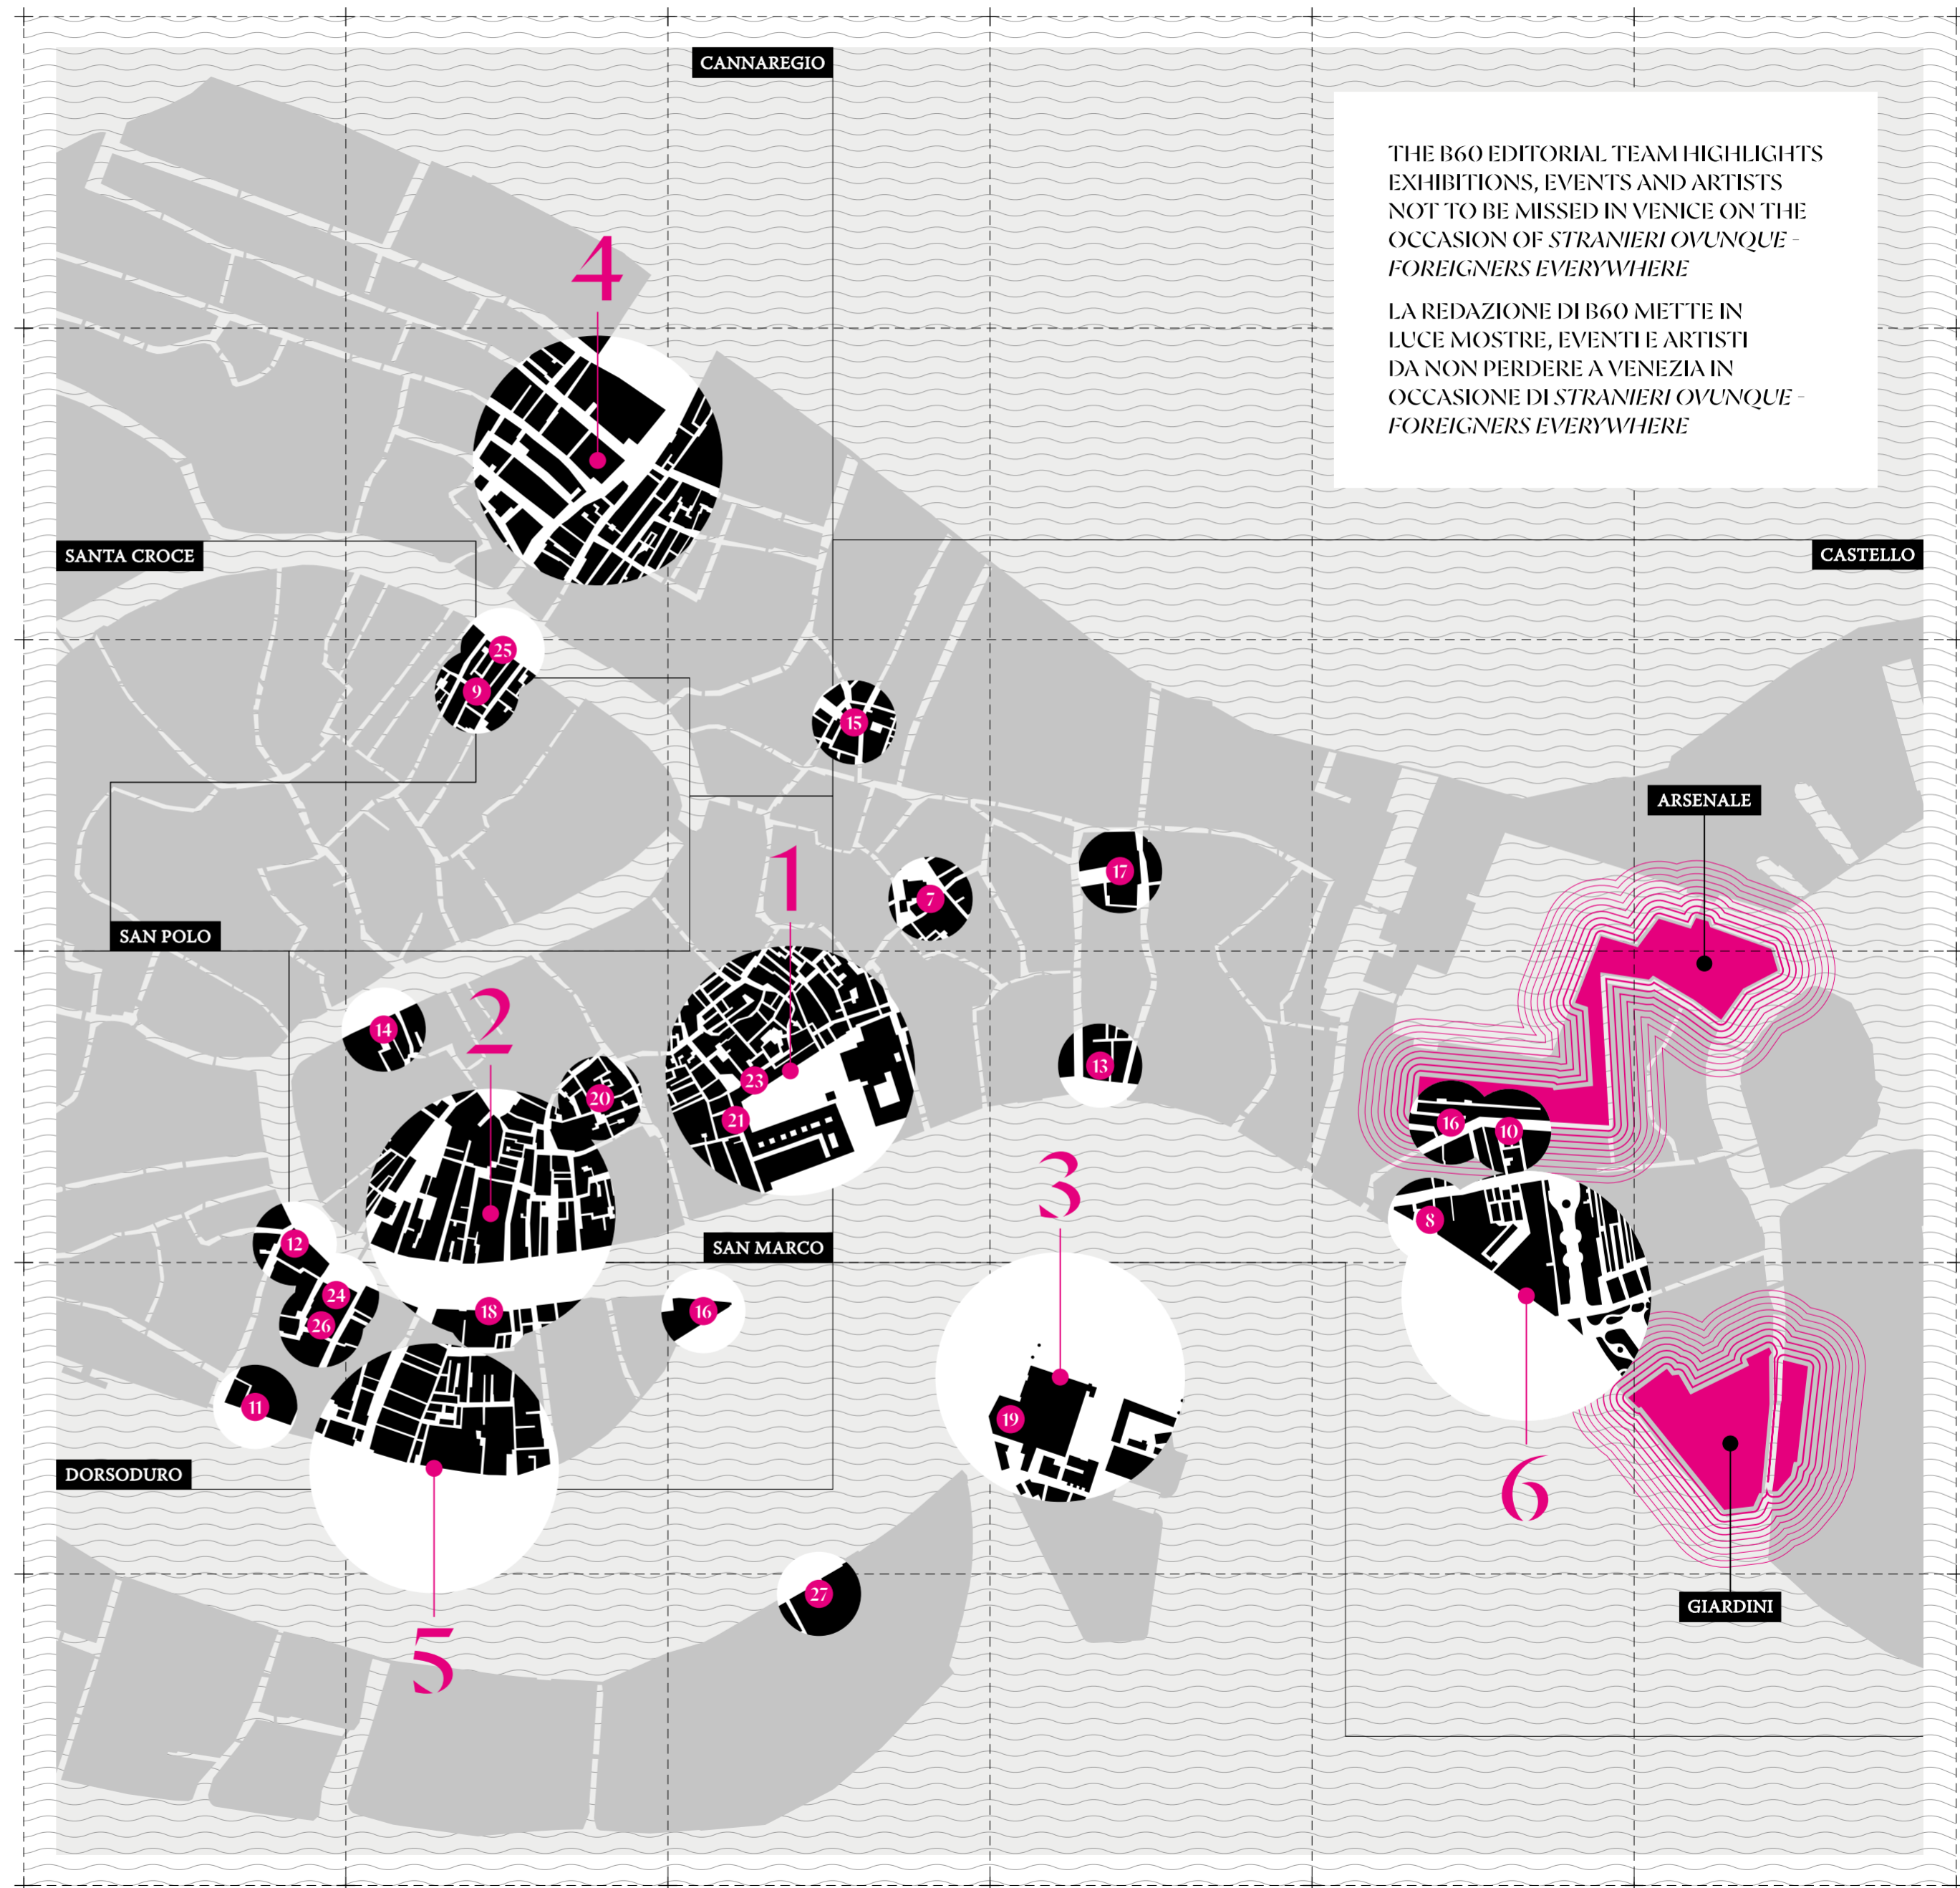 CANNAREGIO
THE B60 EDITORIAL TEAM HIGHLIGHTS
EXHIBITIONS, EVENTS AND ARTISTS
NOT TO BE MISSED IN VENICE ON THE
OCCASION OF STRANIERI OVUNQUE -
FOREIGNERS EVERYWHERE
LA REDAZIONE DI B60 METTE IN
LUCE MOSTRE, EVENTI E ARTISTI
DA NON PERDERE A VENEZIA IN
OCCASIONE DI STRANIERI OVUNQUE -
FOREIGNERS EVERYWHERE
4
SANTA CROCE
CASTELLO
25
9
15
ARSENALE
1
17
7
SAN POLO
2
14
13
23
20
21
16
10
3
8
12
SAN MARCO
24
18
16
26
11
19
DORSODURO
6
27
GIARDINI
5